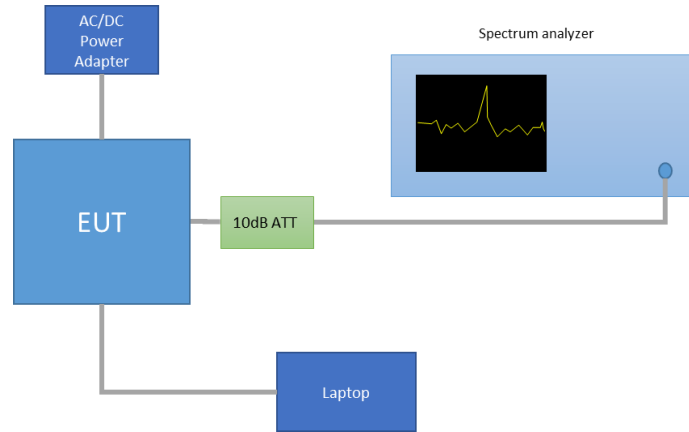 AC/DC
Power
Adapter
Spectrum analyzer
EUT
10dB ATT
Laptop